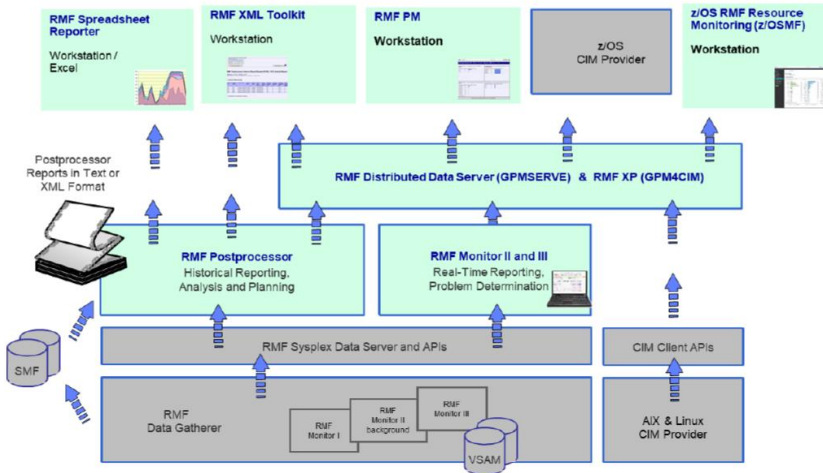 RMF Spreadsheet
Reporter
Workstation /
Excel
RMF XML Toolkit
Workstation
RMF PM
Workstation
z/OS
CIM Provider
z/OS RMF Resource
Monitoring (z/OSMF)
Workstation
Postprocessor
Reports in Text or
XML Format
RMF Distributed Data Server (GPMSERVE) & RMF XP (GPM4CIM)
RMF Postprocessor
Historical Reporting,
Analysis and Planning
RMF Monitor II and III
Real-Time Reporting,
Problem Determination
SMF
RMF Sysplex Data Server and APIs
CIM Client APIs
RMF
Data Gatherer
RMF
Monitor I
RMF
Monitor II
background
RMF
Monitor III
VSAM
AIX & Linux
CIM Provider